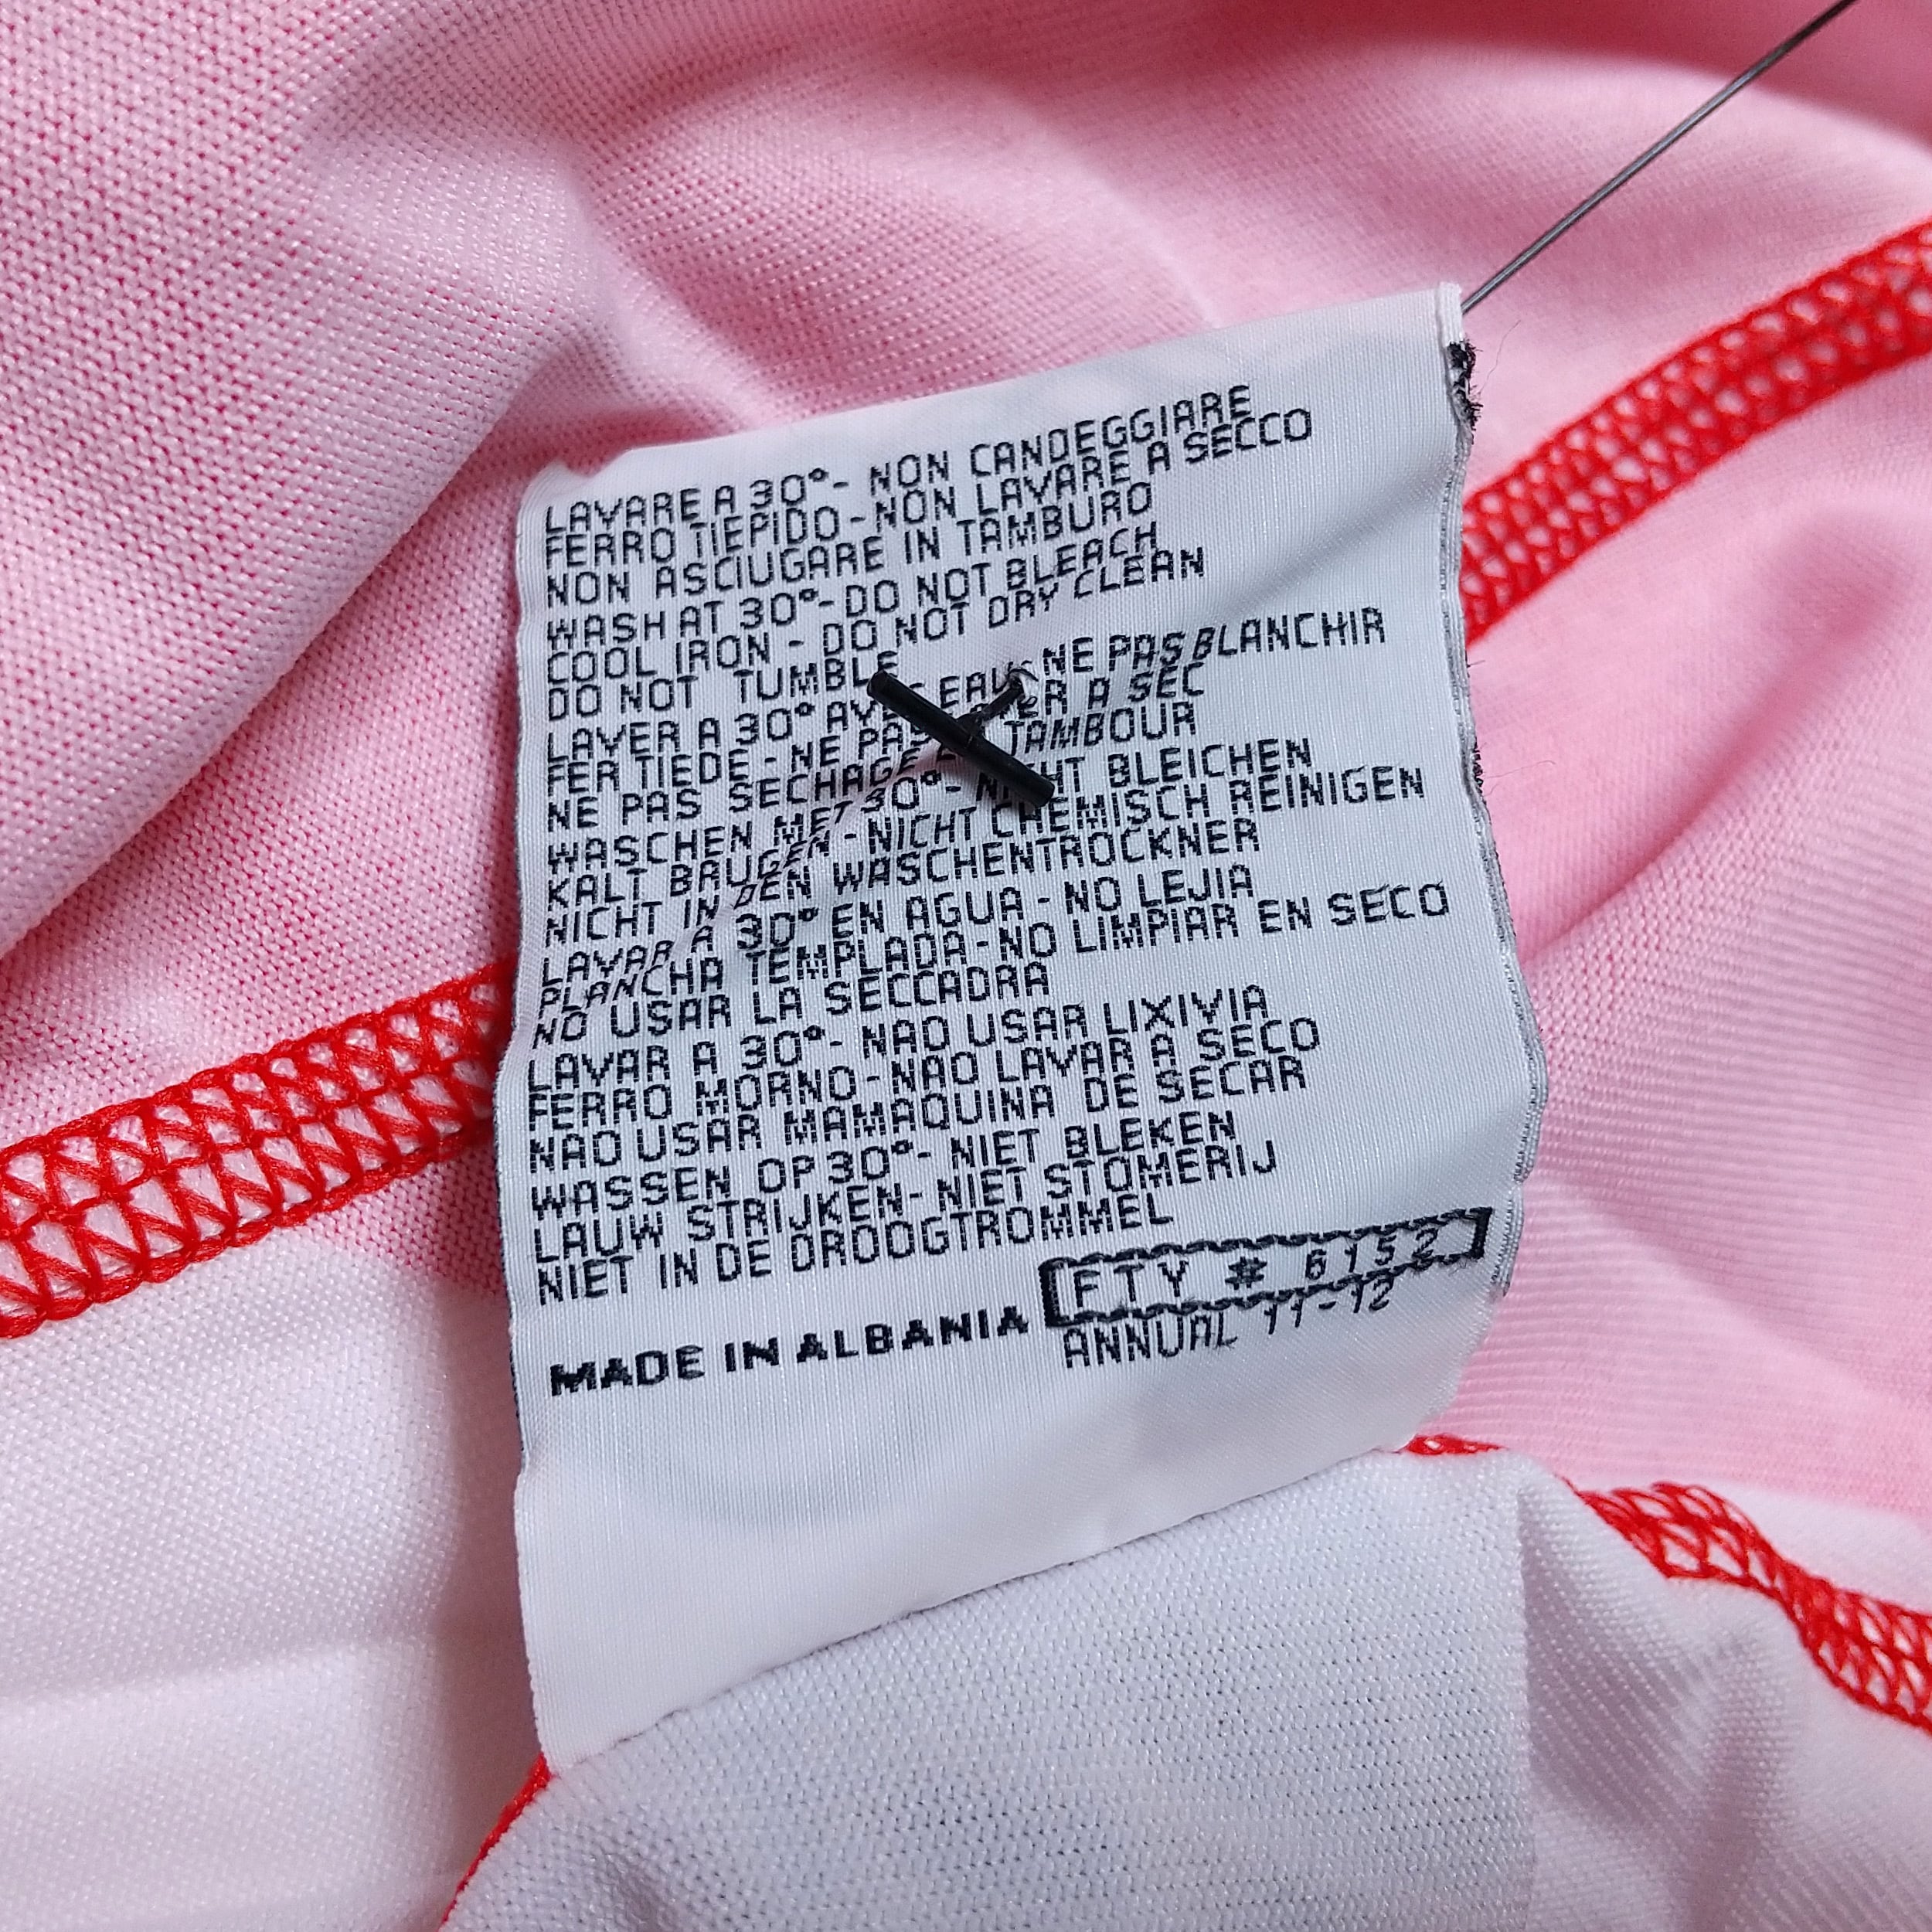 LAVARE A 30°- NON CANDEGGIARE
FERRO TIEPIDO - NON LAVARE A SECCO
NON ASCIUGARE IN TAMBURO
WASH AT 30°- DO NOT BLEACH
COOL IRON - DO NOT DRY CLEAN
DO NOT TUMBLE
LAVER A 30° NE PAS BLANCHIR
FER TIEDE - NE PAS A SEC
NE PAS SECHAGE TAMBOUR
WASCHEN MET 30°- BLEICHEN
KALT BRUGEN - NICHT CHEMISCH REINIGEN
NICHT IN DEN WASCHENTROCKNER
LAVAR A 30° EN AGUA - NO LEJIA
PLANCHA TEMPLADA - NO LIMPIAR EN SECO
NO USAR LA SECCADRA
LAVAR A 30°- NAO USAR LIXIVIA
FERRO MORNO - NAO LAVAR A SECO
NAO USAR MAMAQUINA DE SECAR
WASSEN OP 30°- NIET BLEKEN
LAUW STRIJKEN - NIET STOMERIJ
NIET IN DE DROOGTROMMEL
MADE IN ALBANIA FTY # 6152
ANNUAL 11-12